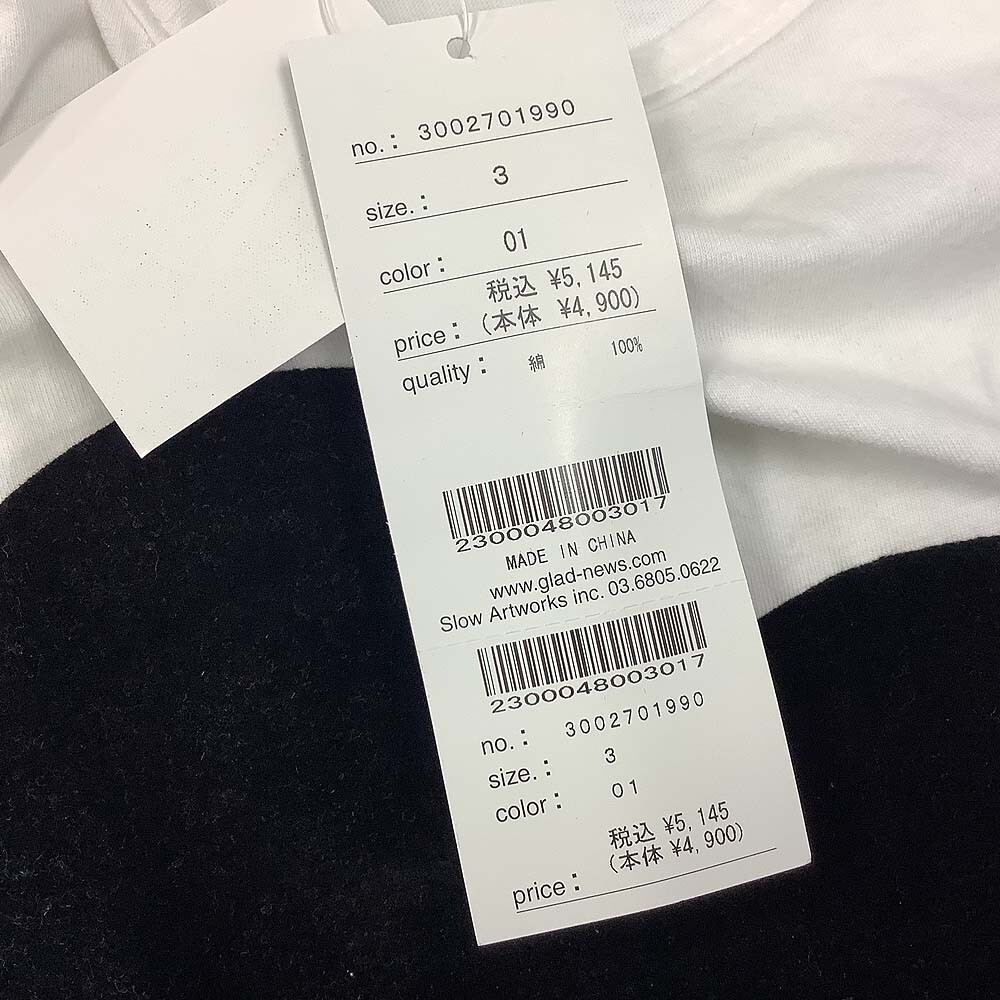 no.: 3002701990
size.: 3
color: 01
税込 ¥5,145
price: (本体 ¥4,900)
quality: 綿 100%
2300048003017
MADE IN CHINA
www.glad-news.com
Slow Artworks inc. 03.6805.0622
2300048003017
no.: 3002701990
size.: 3
color: 01
税込 ¥5,145
(本体 ¥4,900)
price: